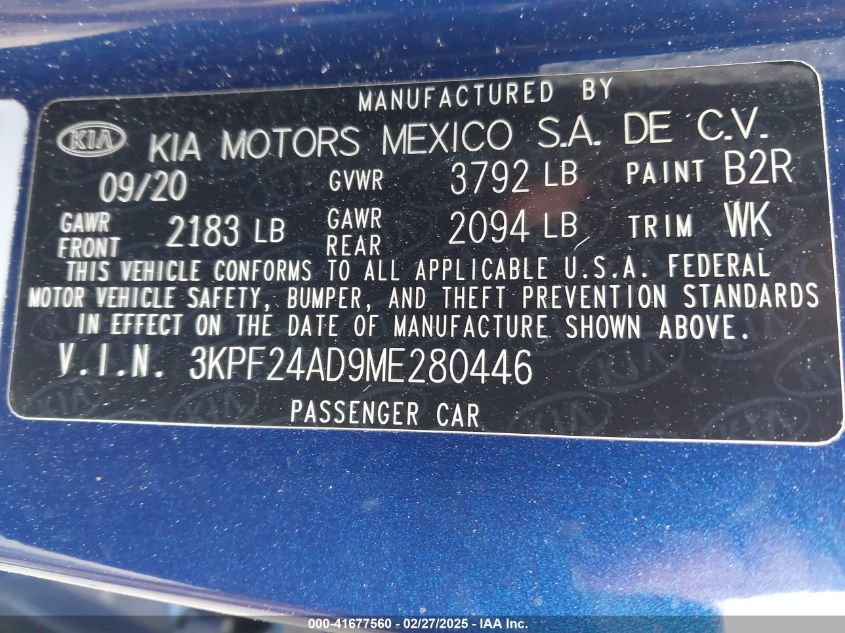 MANUFACTURED BY
KIA KIA MOTORS MEXICO S.A. DE C.V.
09/20 GVWR 3792 LB PAINT B2R
GAWR FRONT 2183 LB GAWR REAR 2094 LB TRIM WK
THIS VEHICLE CONFORMS TO ALL APPLICABLE U.S.A. FEDERAL
MOTOR VEHICLE SAFETY, BUMPER, AND THEFT PREVENTION STANDARDS
IN EFFECT ON THE DATE OF MANUFACTURE SHOWN ABOVE.
V.I.N. 3KPF24AD9ME280446
PASSENGER CAR
000-41677560 - 02/27/2025 - IAA Inc.